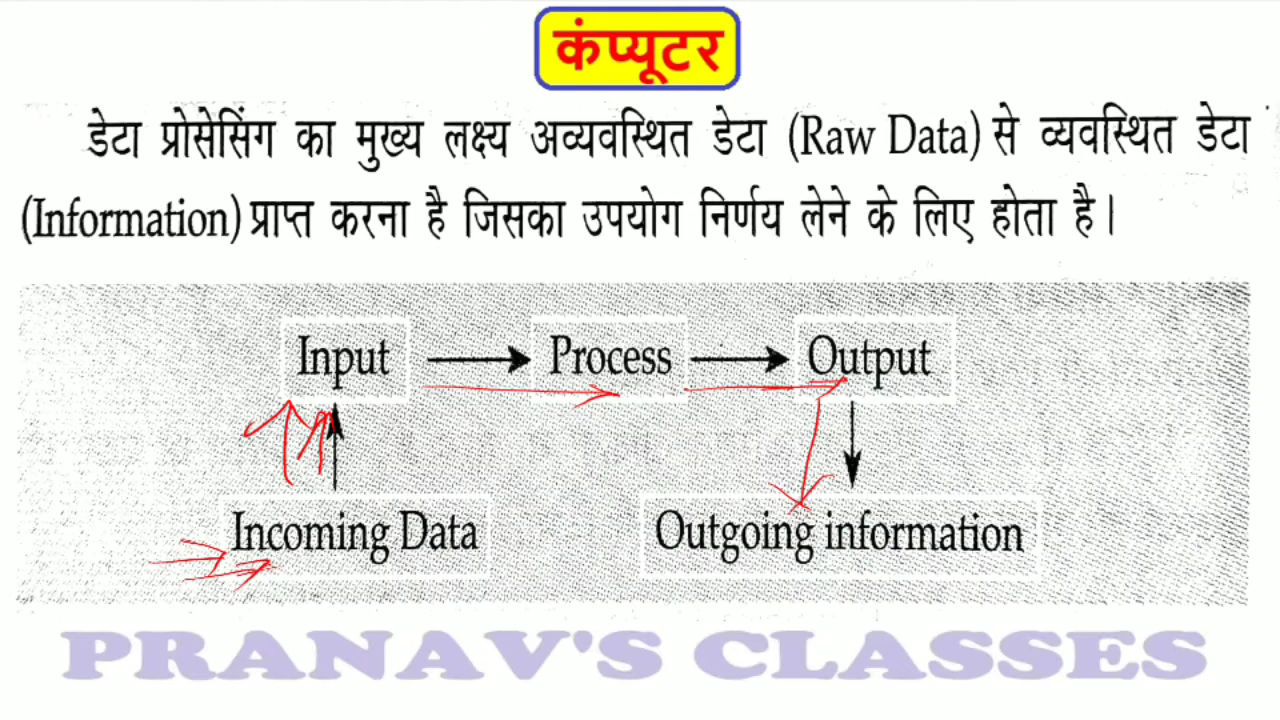 कंप्यूटर
डेटा प्रोसेसिंग का मुख्य लक्ष्य अव्यवस्थित डेटा (Raw Data) से व्यवस्थित डेटा
(Information) प्राप्त करना है जिसका उपयोग निर्णय लेने के लिए होता है।
Input Process Output
Incoming Data Outgoing information
PRANAV'S CLASSES